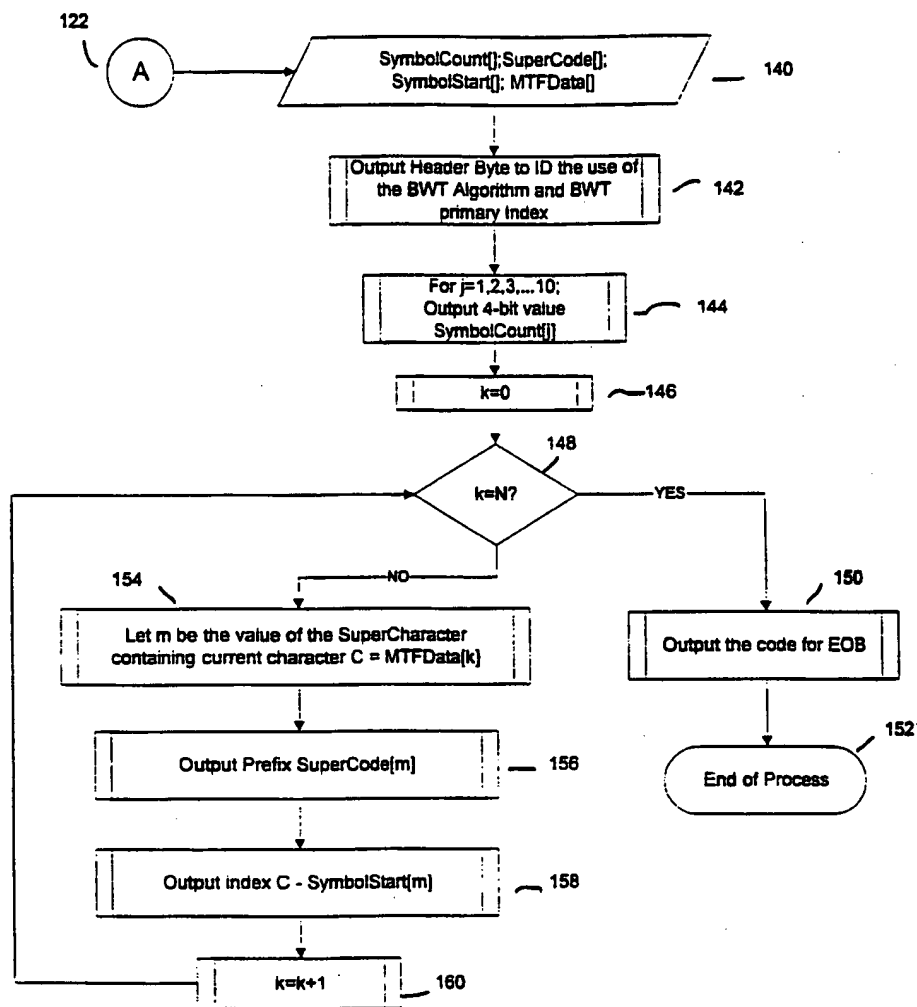 122
A
SymbolCount[];SuperCode[];
SymbolStart[]; MTFData[]
140
Output Header Byte to ID the use of
the BWT Algorithm and BWT
primary Index
142
For j=1,2,3,...10;
Output 4-bit value
SymbolCount[j]
144
k=0
146
148
k=N?
YES
NO
154
150
Let m be the value of the SuperCharacter
containing current character C = MTFData[k]
Output the code for EOB
Output Prefix SuperCode[m]
156
152
End of Process
Output index C - SymbolStart[m]
158
k=k+1
160